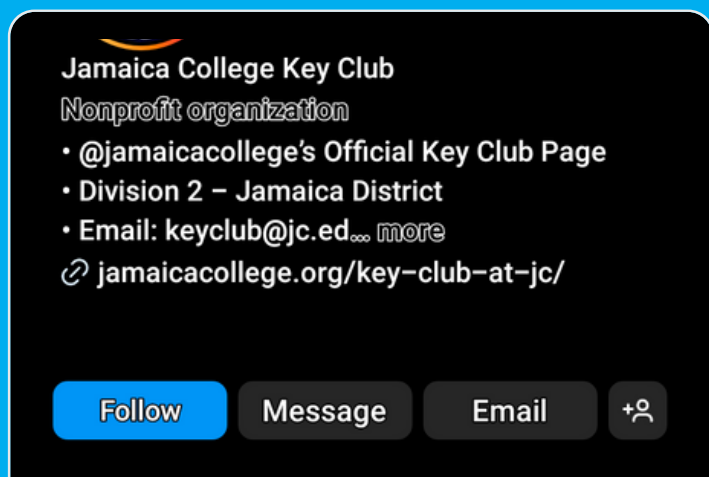 Jamaica College Key Club
Nonprofit organization
• @jamaicacollege's Official Key Club Page
• Division 2 – Jamaica District
• Email: keyclub@jc.ed... more
jamaicacollege.org/key-club-at-jc/
Follow Message Email